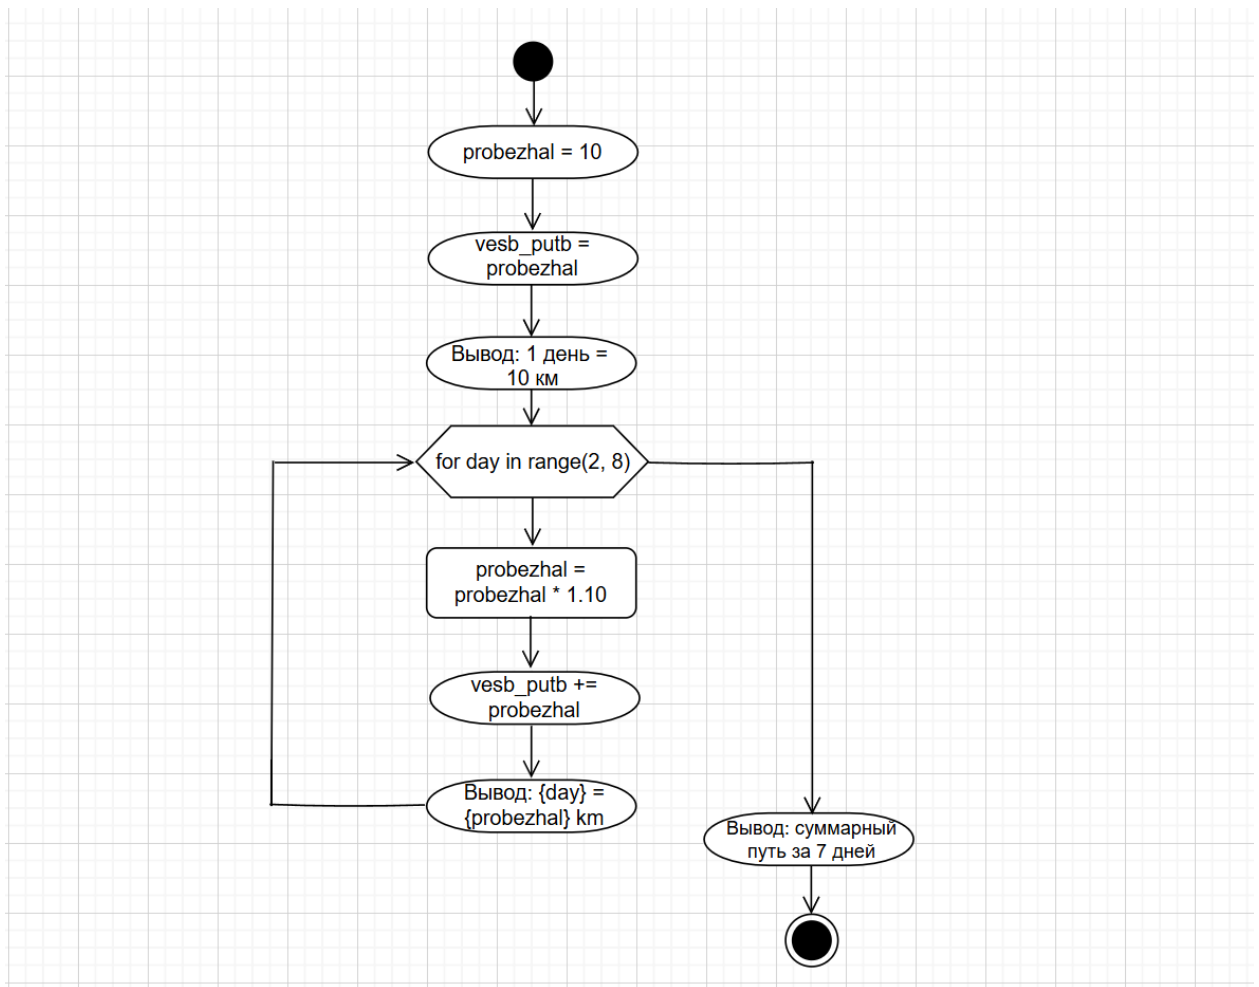 probezhal = 10
vesb_putb =
probezhal
Вывод: 1 день =
10 км
for day in range(2, 8)
probezhal =
probezhal * 1.10
vesb_putb +=
probezhal
Вывод: {day} =
{probezhal} km
Вывод: суммарный
путь за 7 дней